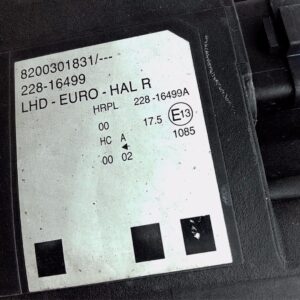 8200301831/---
228-16499
LHD - EURO - HAL R
HRPL 228-16499A
00 17.5 E13
HC A 1085
00 02